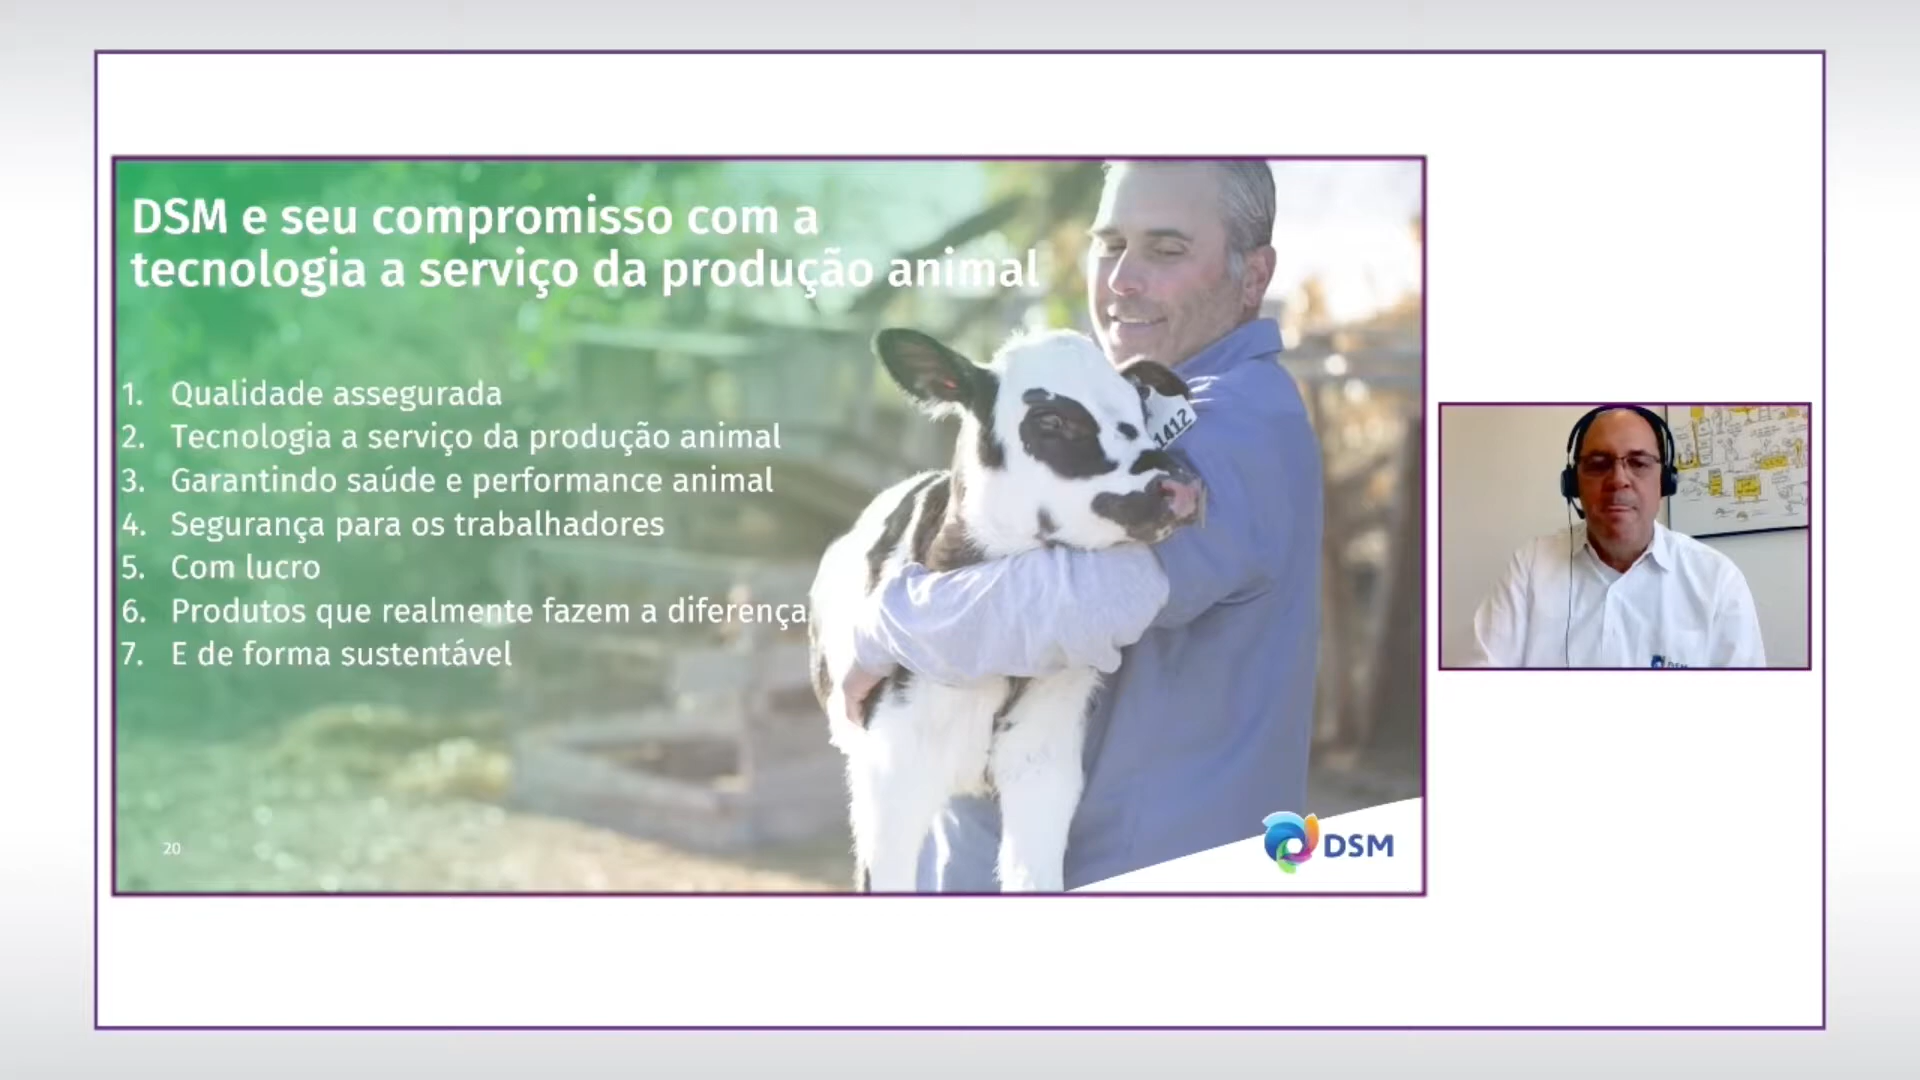 DSM e seu compromisso com a
tecnologia a serviço da produção animal
1. Qualidade assegurada
2. Tecnologia a serviço da produção animal
3. Garantindo saúde e performance animal
4. Segurança para os trabalhadores
5. Com lucro
6. Produtos que realmente fazem a diferença
7. E de forma sustentável
1412
20
DSM
DSM